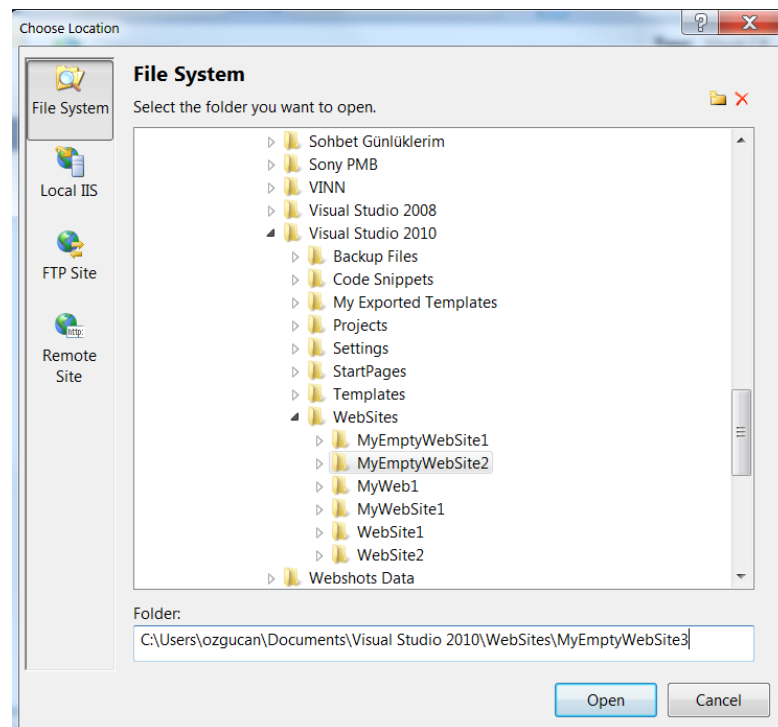 Choose Location
File System
Local IIS
FTP Site
http:
Remote
Site
File System
Select the folder you want to open.
Sohbet Günlüklerim
Sony PMB
VINN
Visual Studio 2008
Visual Studio 2010
Backup Files
Code Snippets
My Exported Templates
Projects
Settings
StartPages
Templates
WebSites
MyEmptyWebSite1
MyEmptyWebSite2
MyWeb1
MyWebSite1
WebSite1
WebSite2
Webshots Data
Folder:
C:\Users\ozgucan\Documents\Visual Studio 2010\WebSites\MyEmptyWebSite3
Open
Cancel